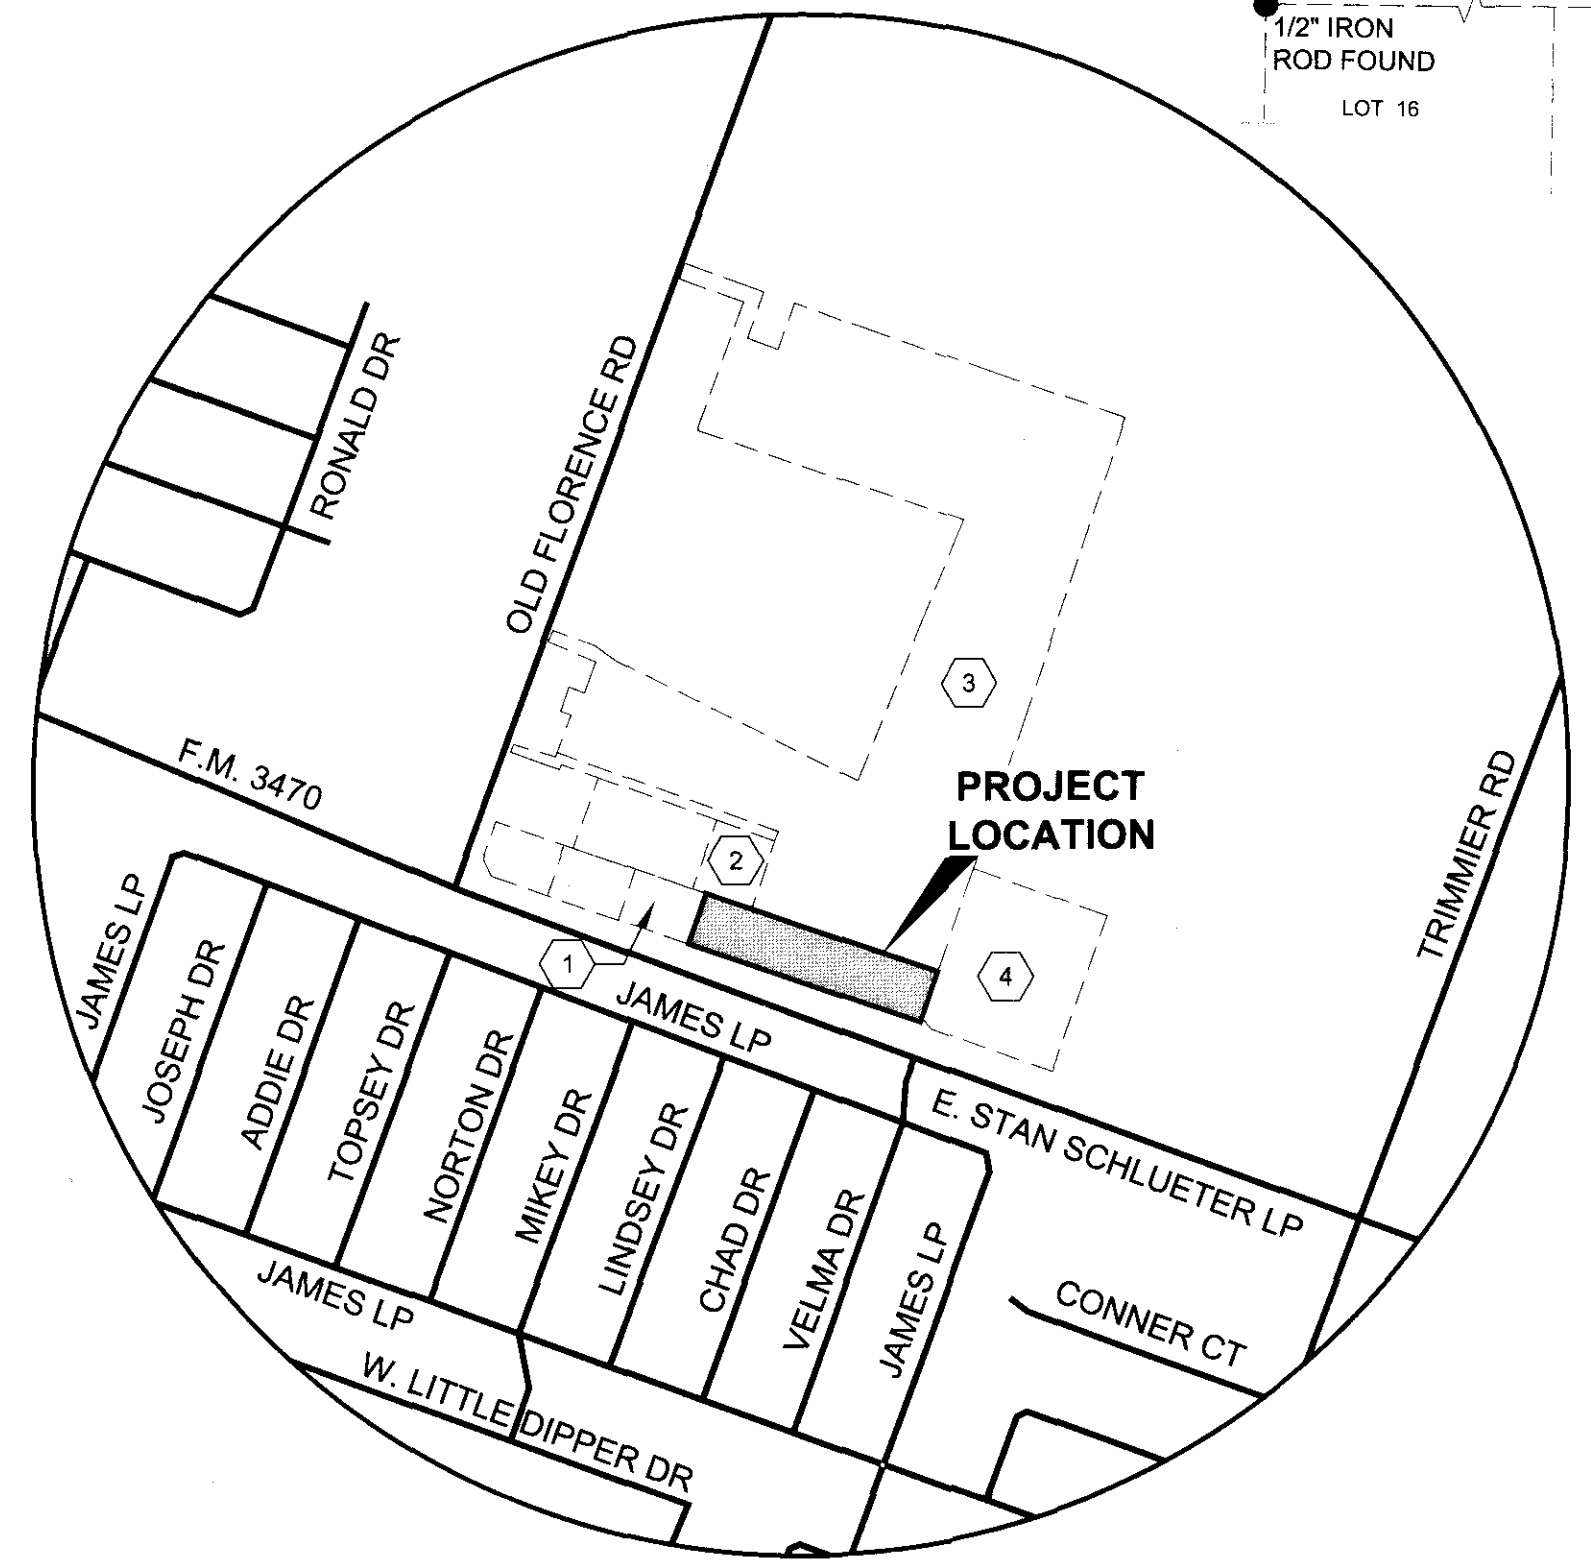 1/2" IRON
ROD FOUND
LOT 16
RONALD DR
OLD FLORENCE RD
3
F.M. 3470
PROJECT
LOCATION
TRIMMIER RD
2
1
4
JAMES LP
JOSEPH DR
ADDIE DR
TOPSEY DR
NORTON DR
MIKEY DR
LINDSEY DR
CHAD DR
VELMA DR
JAMES LP
JAMES LP
E. STAN SCHLUETER LP
CONNER CT
JAMES LP
W. LITTLE DIPPER DR